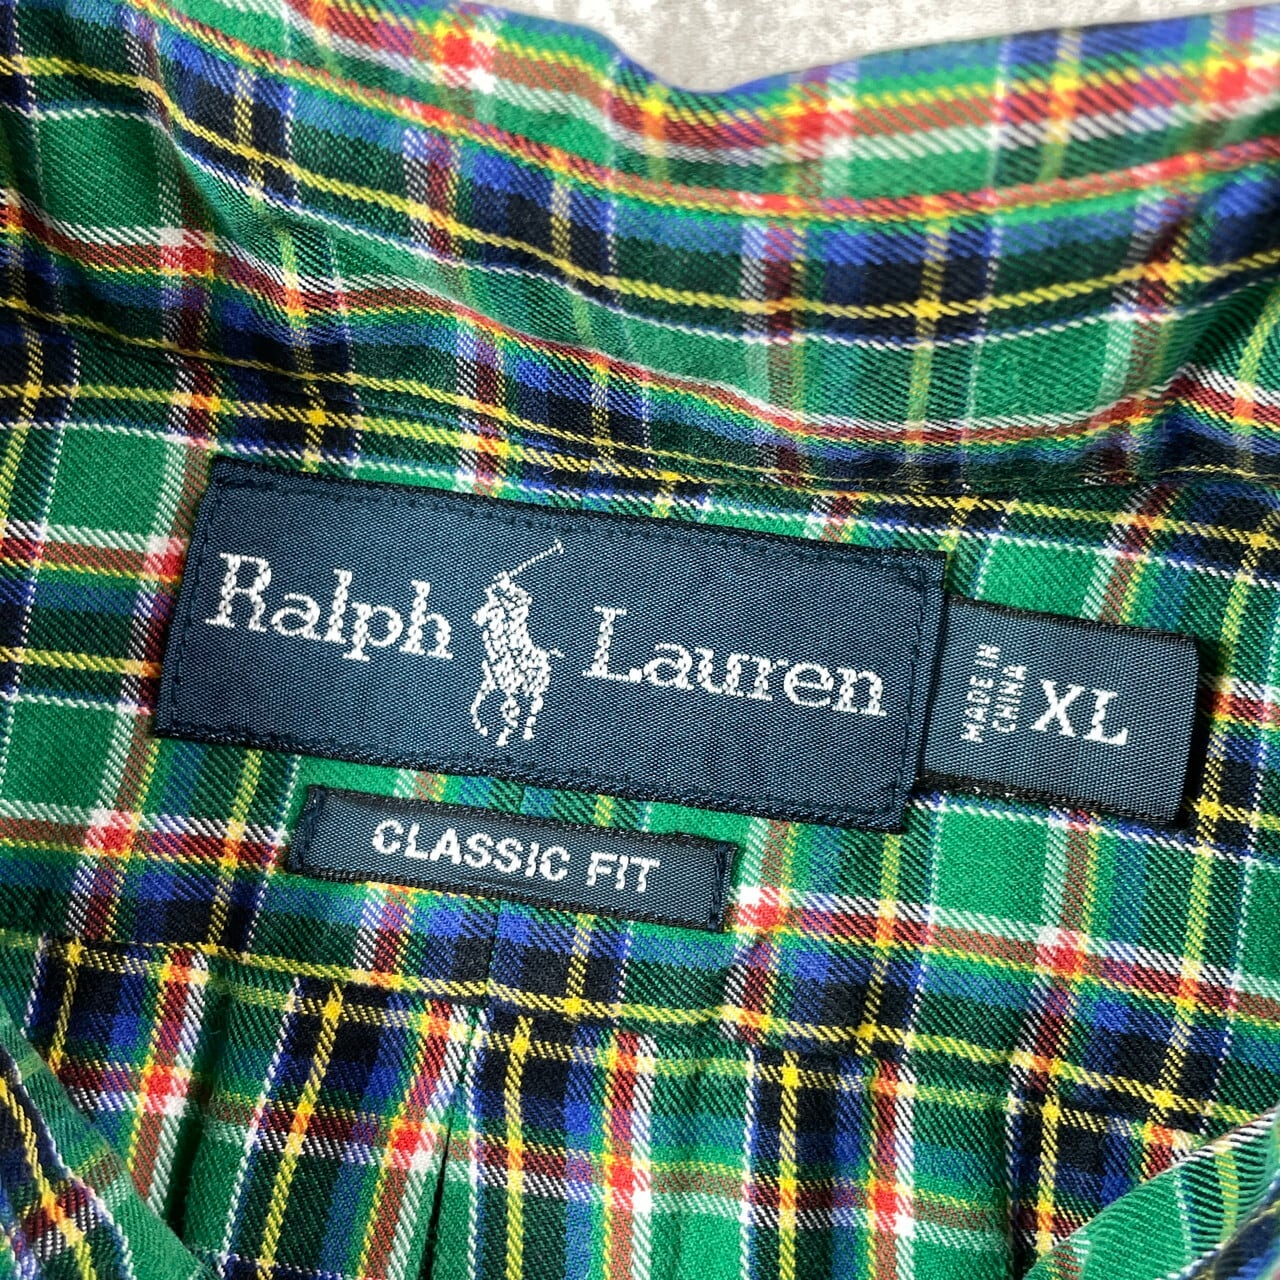 Ralph Lauren
MADE IN
CHINA
XL
CLASSIC FIT